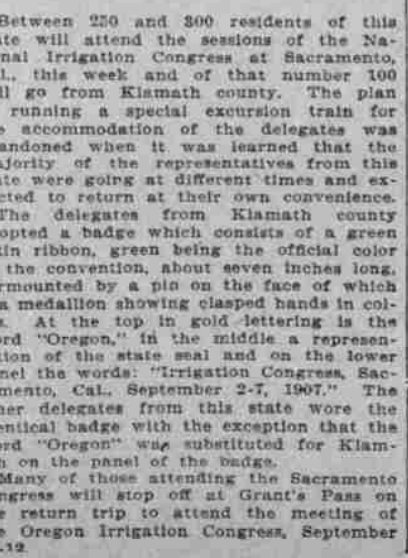 Between 250 and 300 residents of this
ate will attend the sessions of the Na-
nal Irrigation Congress at Sacramento,
l., this week and of that number 100
ll go from Klamath county. The plan
running a special excursion train for
e accommodation of the delegates was
andoned when it was learned that the
ajority of the representatives from this
ate were going at different times and ex-
cted to return at their own convenience.
The delegates from Klamath county
opted a badge which consists of a green
tin ribbon, green being the official color
the convention, about seven inches long,
rmounted by a pin on the face of which
a medallion showing clasped hands in col-
s. At the top in gold lettering is the
ord "Oregon," in the middle a represen-
tion of the state seal and on the lower
nel the words: "Irrigation Congress, Sac-
mento, Cal., September 2-7, 1907." The
her delegates from this state wore the
entical badge with the exception that the
ord "Oregon" was substituted for Klam-
h on the panel of the badge.
Many of those attending the Sacramento
ngress will stop off at Grant's Pass on
e return trip to attend the meeting of
e Oregon Irrigation Congress, September
-12.